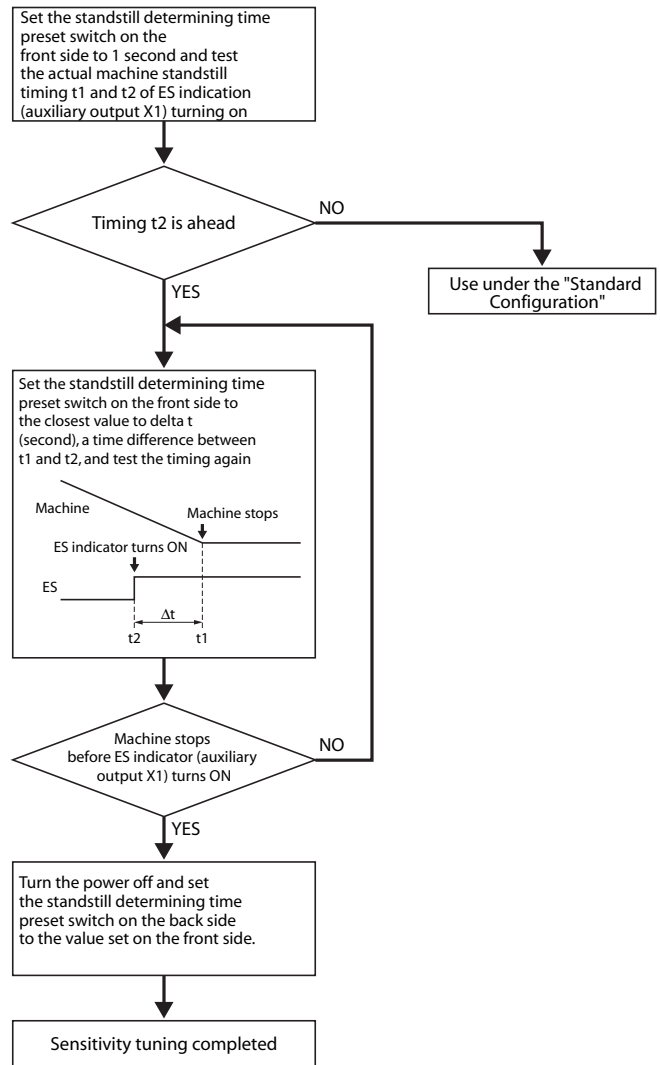 Set the standstill determining time
preset switch on the
front side to 1 second and test
the actual machine standstill
timing t1 and t2 of ES indication
(auxiliary output X1) turning on
Timing t2 is ahead
NO
Use under the "Standard
Configuration"
YES
Set the standstill determining time
preset switch on the front side to
the closest value to delta t
(second), a time difference between
t1 and t2, and test the timing again
Machine
Machine stops
ES indicator turns ON
ES
Δt
t2
t1
Machine stops
before ES indicator (auxiliary
output X1) turns ON
NO
YES
Turn the power off and set
the standstill determining time
preset switch on the back side
to the value set on the front side.
Sensitivity tuning completed